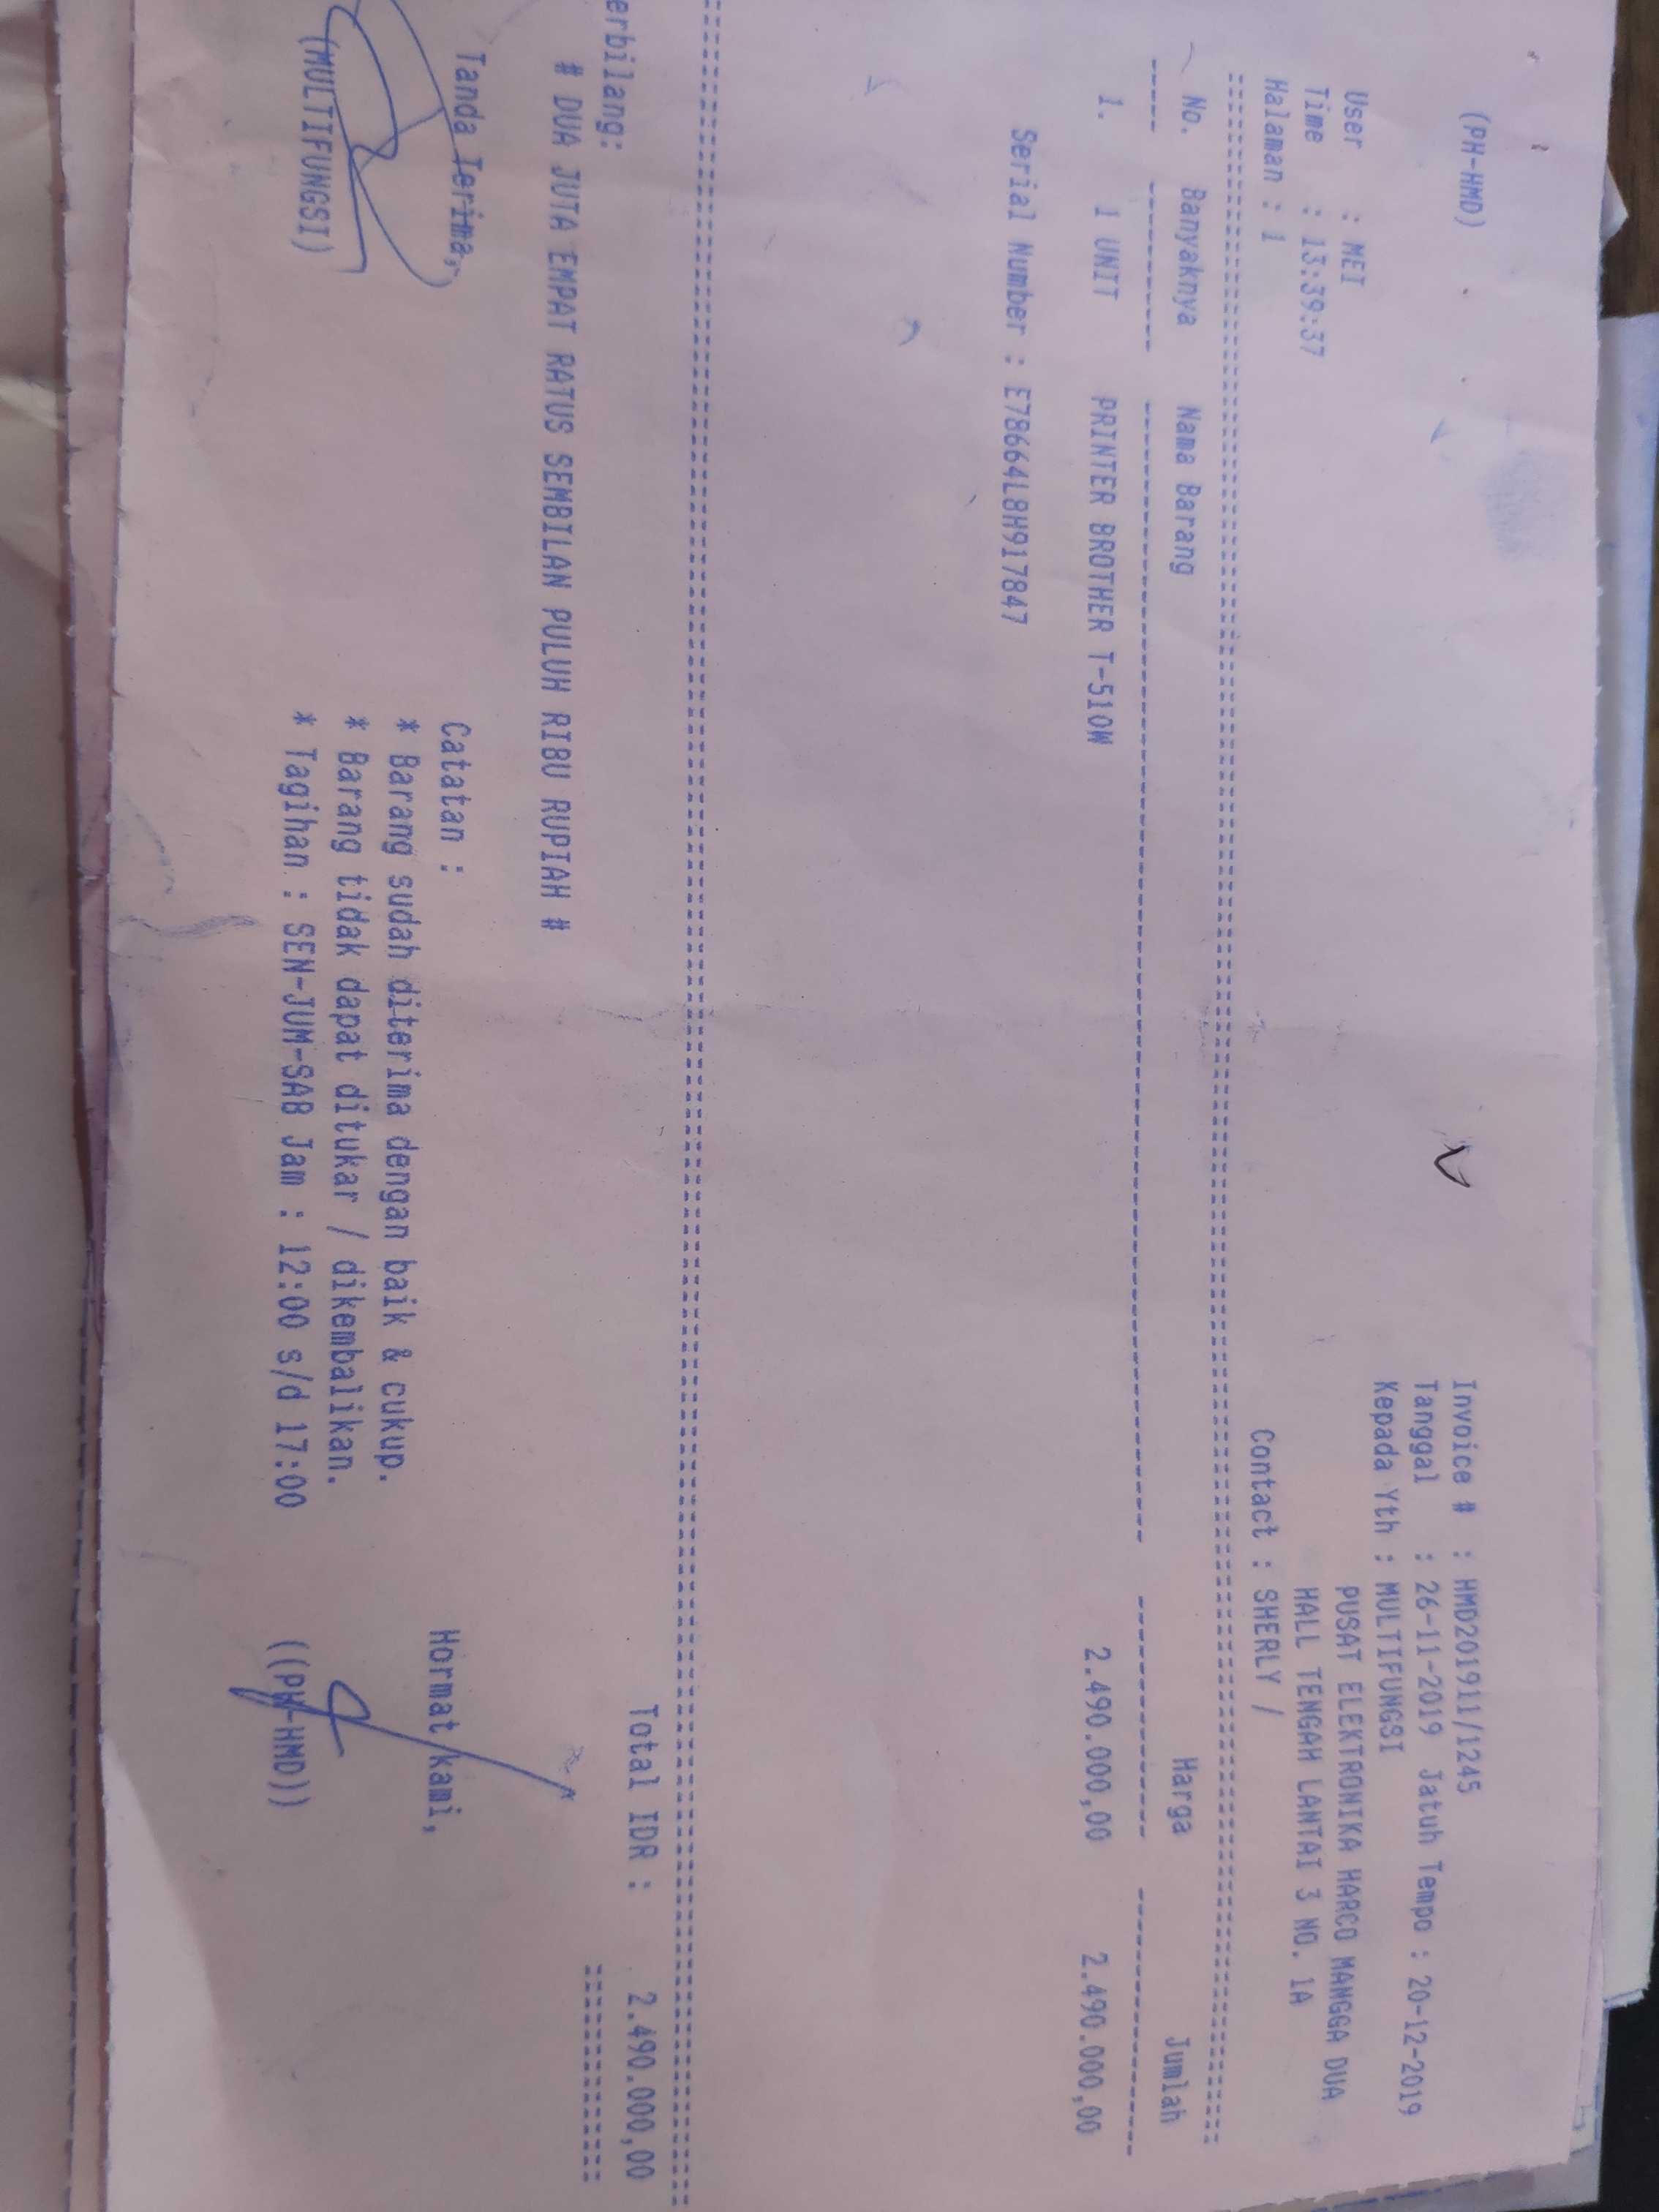 (PH-HMD)
Invoice # : HMD201911/1245
Tanggal : 26-11-2019 Jatuh Tempo : 20-12-2019
User : MEI
Kepada Yth : MULTIFUNGSI
Time : 13:39:37
PUSAT ELEKTRONIKA HARCO MANGGA DUA
Halaman : 1
HALL TENGAH LANTAI 3 NO. 1A
Contact : SHERLY /
No. Banyaknya Nama Barang Harga Jumlah
1. 1 UNIT PRINTER BROTHER T-510W 2.490.000,00 2.490.000,00
Serial Number : E78664L8H917847
erbilang: Total IDR : 2.490.000,00
# DUA JUTA EMPAT RATUS SEMBILAN PULUH RIBU RUPIAH #
Tanda Terima, Catatan : Hormat kami,
* Barang sudah diterima dengan baik & cukup.
* Barang tidak dapat ditukar / dikembalikan.
(MULTIFUNGSI) * Tagihan : SEN-JUM-SAB Jam : 12:00 s/d 17:00 ((PH-HMD))